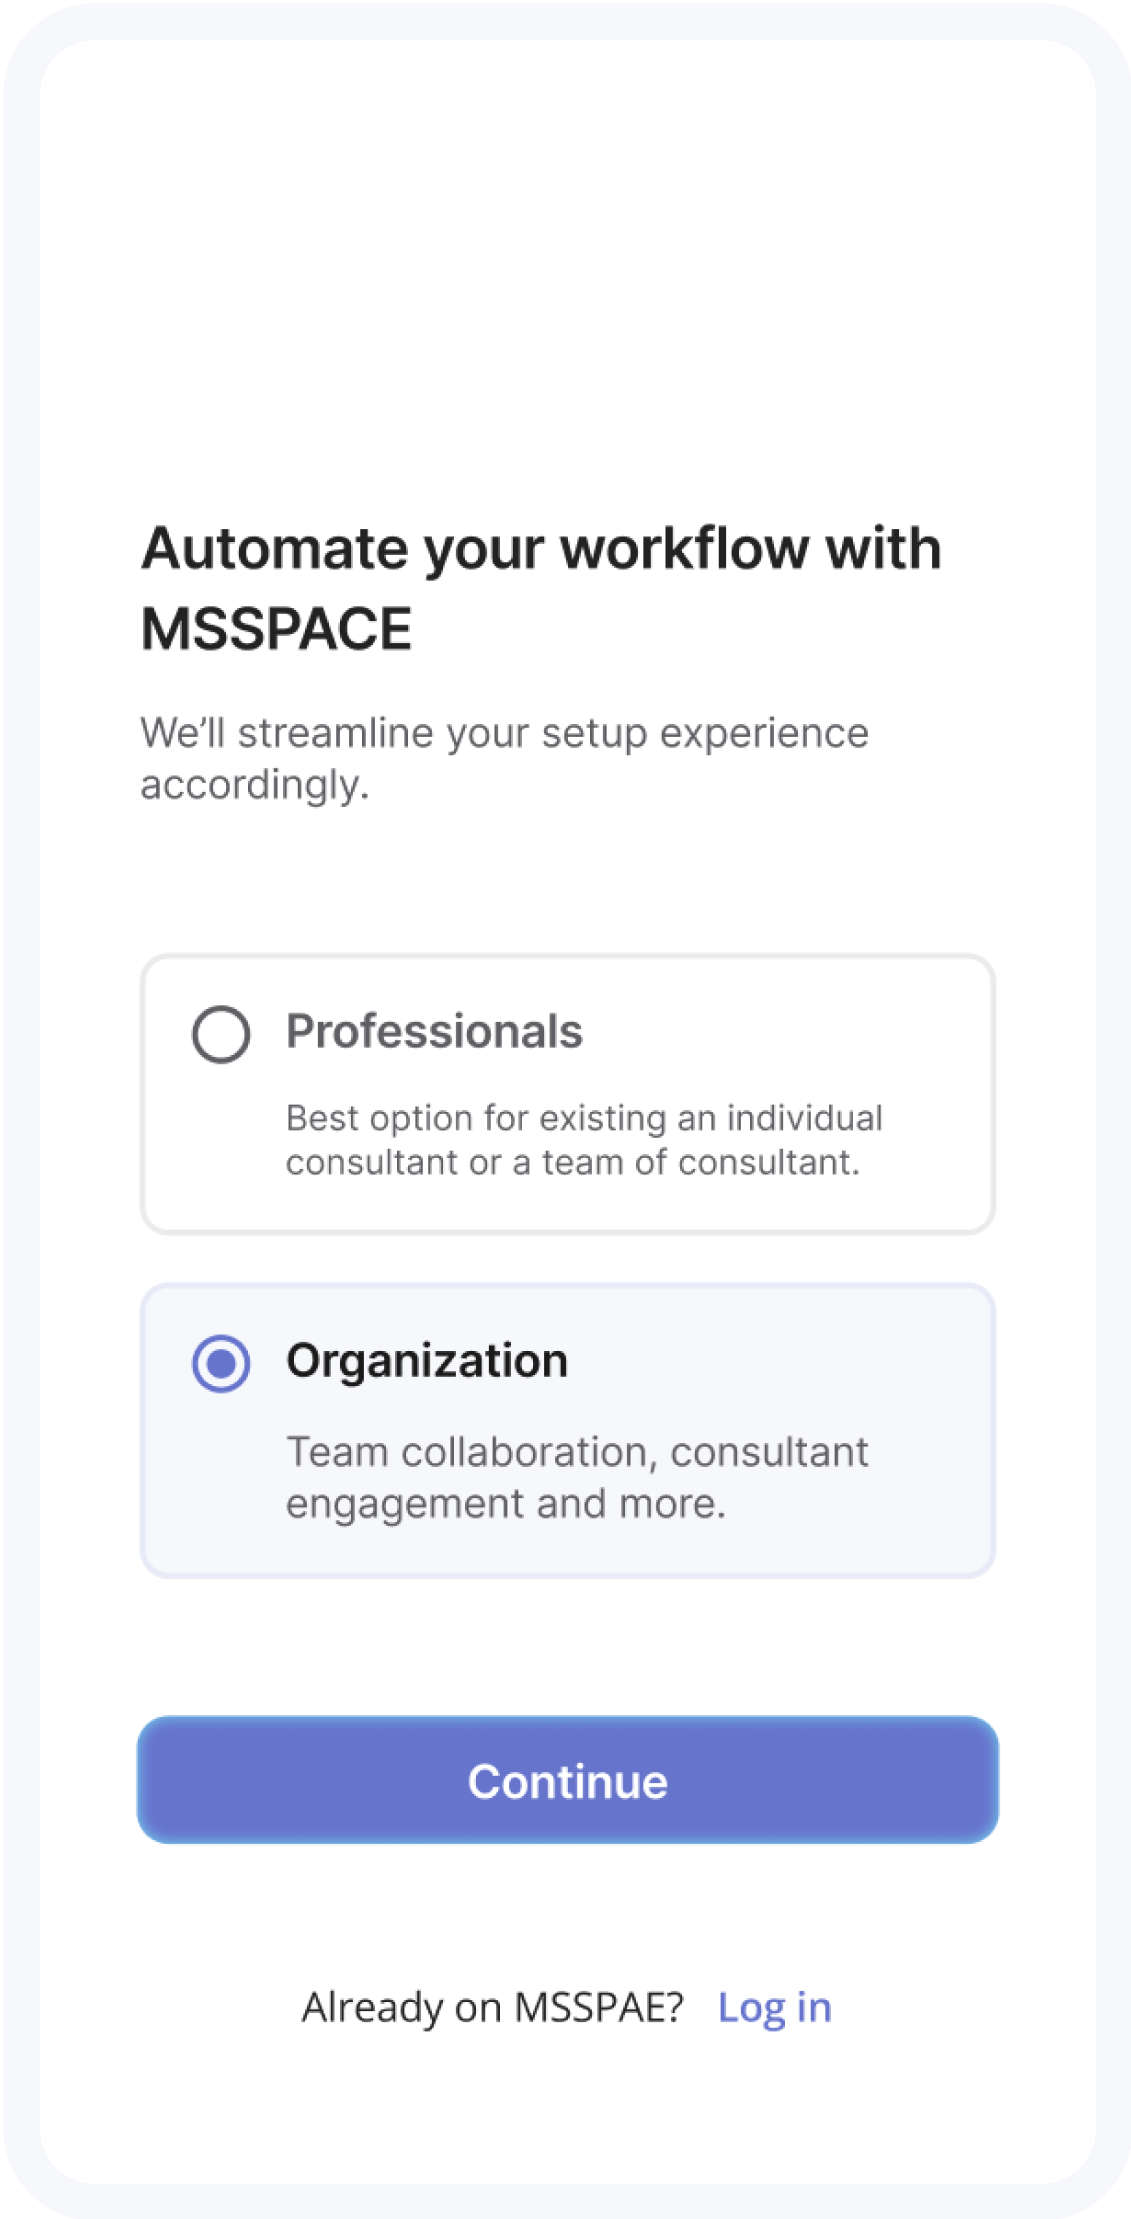 Automate your workflow with
MSSPACE
We’ll streamline your setup experience
accordingly.
Professionals
Best option for existing an individual
consultant or a team of consultant.
Organization
Team collaboration, consultant
engagement and more.
Continue
Already on MSSPAE? Log in